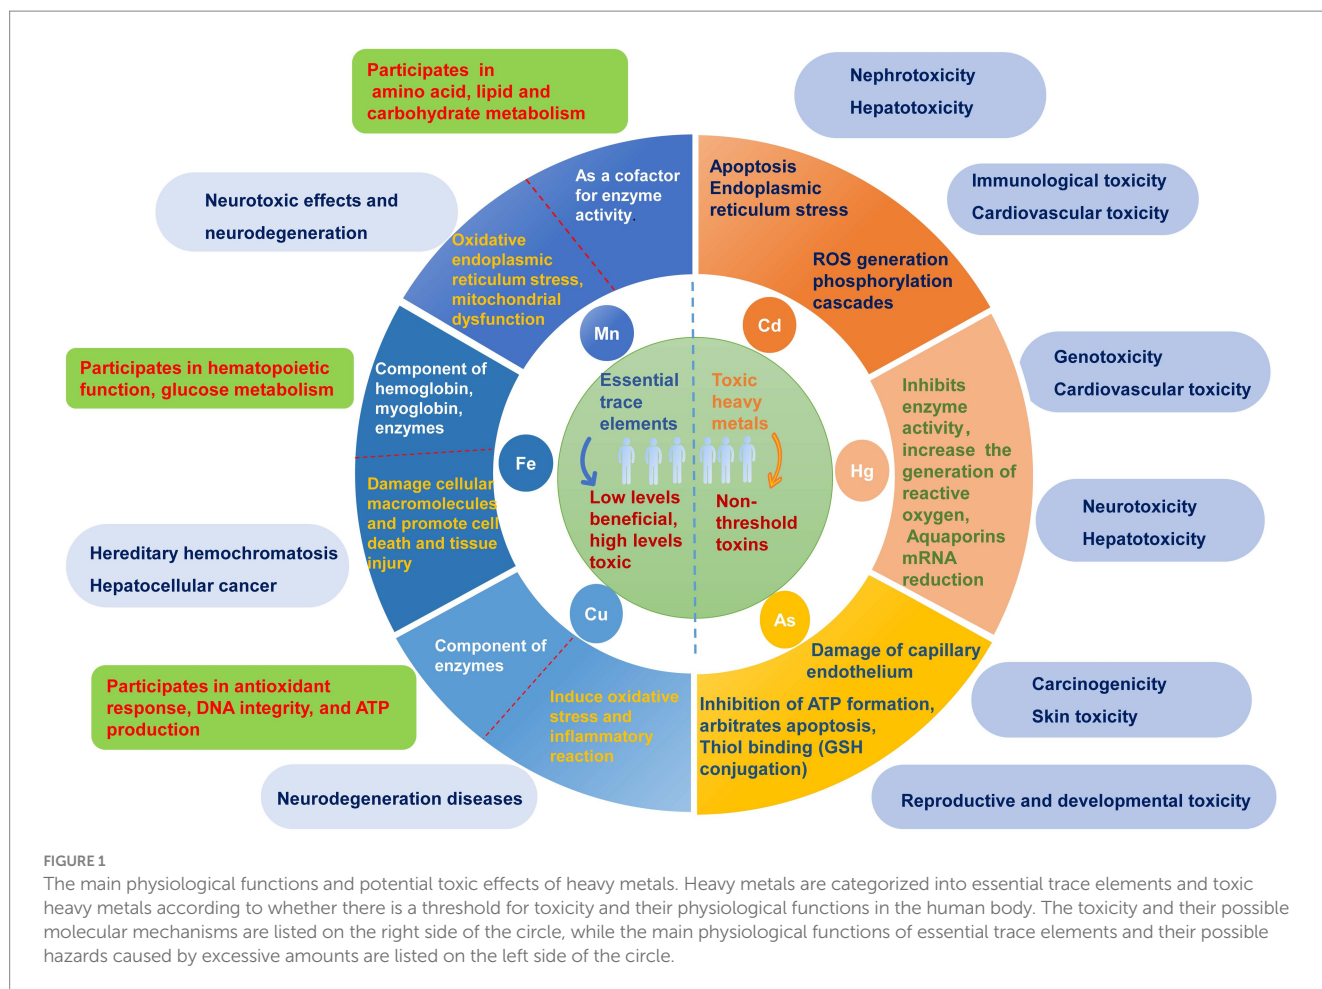 Participates in
amino acid, lipid and
carbohydrate metabolism
Nephrotoxicity
Hepatotoxicity
Neurotoxic effects and
neurodegeneration
As a cofactor
for enzyme
activity.
Oxidative
endoplasmic
reticulum stress,
mitochondrial
dysfunction
Apoptosis
Endoplasmic
reticulum stress
ROS generation
phosphorylation
cascades
Immunological toxicity
Cardiovascular toxicity
Mn
Cd
Participates in hematopoietic
function, glucose metabolism
Component of
hemoglobin,
myoglobin,
enzymes
Essential
trace
elements
Toxic
heavy
metals
Inhibits
enzyme
activity,
increase the
generation of
reactive
oxygen,
Aquaporins
mRNA
reduction
Genotoxicity
Cardiovascular toxicity
Fe
Hg
Damage cellular
macromolecules
and promote cell
death and tissue
injury
Low levels
beneficial,
high levels
toxic
Non-
threshold
toxins
Neurotoxicity
Hepatotoxicity
Hereditary hemochromatosis
Hepatocellular cancer
Cu
As
Component of
enzymes
Induce oxidative
stress and
inflammatory
reaction
Damage of capillary
endothelium
Inhibition of ATP formation,
arbitrates apoptosis,
Thiol binding (GSH
conjugation)
Participates in antioxidant
response, DNA integrity, and ATP
production
Carcinogenicity
Skin toxicity
Neurodegeneration diseases
Reproductive and developmental toxicity
FIGURE 1
The main physiological functions and potential toxic effects of heavy metals. Heavy metals are categorized into essential trace elements and toxic
heavy metals according to whether there is a threshold for toxicity and their physiological functions in the human body. The toxicity and their possible
molecular mechanisms are listed on the right side of the circle, while the main physiological functions of essential trace elements and their possible
hazards caused by excessive amounts are listed on the left side of the circle.